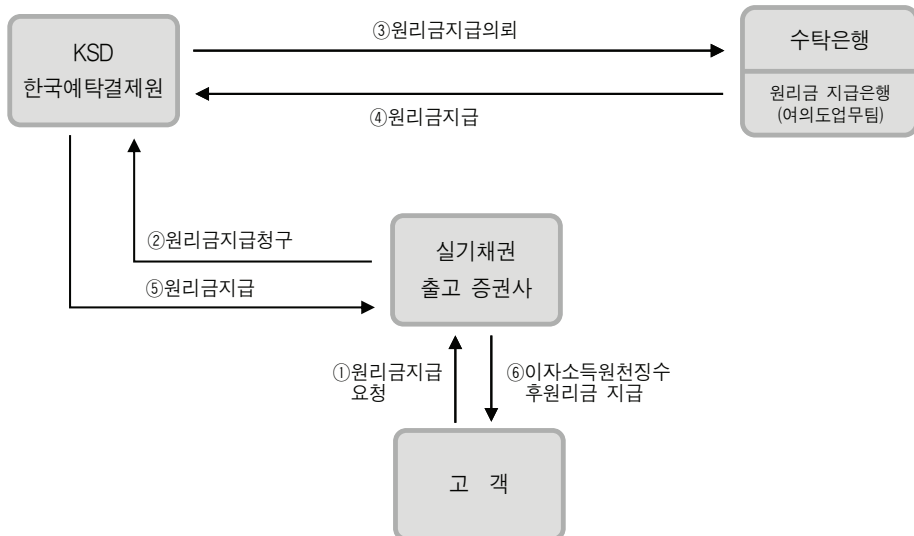 KSD
한국예탁결제원
③원리금지급의뢰
수탁은행
원리금 지급은행
(여의도업무팀)
④원리금지급
②원리금지급청구
⑤원리금지급
실기채권
출고 증권사
①원리금지급
요청
⑥이자소득원천징수
후원리금 지급
고 객